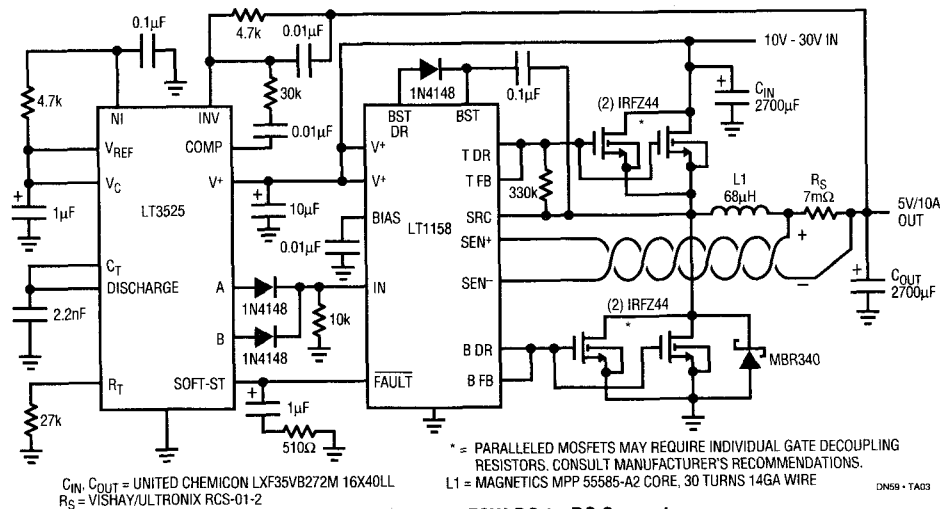 0.1µF
4.7k
0.01µF
10V - 30V IN
4.7k
NI
INV
30k
0.01µF
COMP
1N4148
BST
DR
BST
0.1µF
(2) IRFZ44
*
+
C_IN
2700µF
V_REF
V_C
V+
LT3525
+
1µF
+
10µF
V+
V+
BIAS
LT1158
0.01µF
T DR
T FB
330k
SRC
SEN+
SEN−
L1
68µH
R_S
7mΩ
5V/10A
OUT
+
−
+
C_OUT
2700µF
C_T
DISCHARGE
2.2nF
A
1N4148
B
1N4148
IN
10k
(2) IRFZ44
*
B DR
B FB
MBR340
R_T
27k
SOFT-ST
FAULT
+
1µF
510Ω
* = PARALLELED MOSFETS MAY REQUIRE INDIVIDUAL GATE DECOUPLING
RESISTORS. CONSULT MANUFACTURER'S RECOMMENDATIONS.
C_IN, C_OUT = UNITED CHEMICON LXF35VB272M 16X40LL
R_S = VISHAY/ULTRONIX RCS-01-2
L1 = MAGNETICS MPP 55585-A2 CORE, 30 TURNS 14GA WIRE
DN59 • TA03